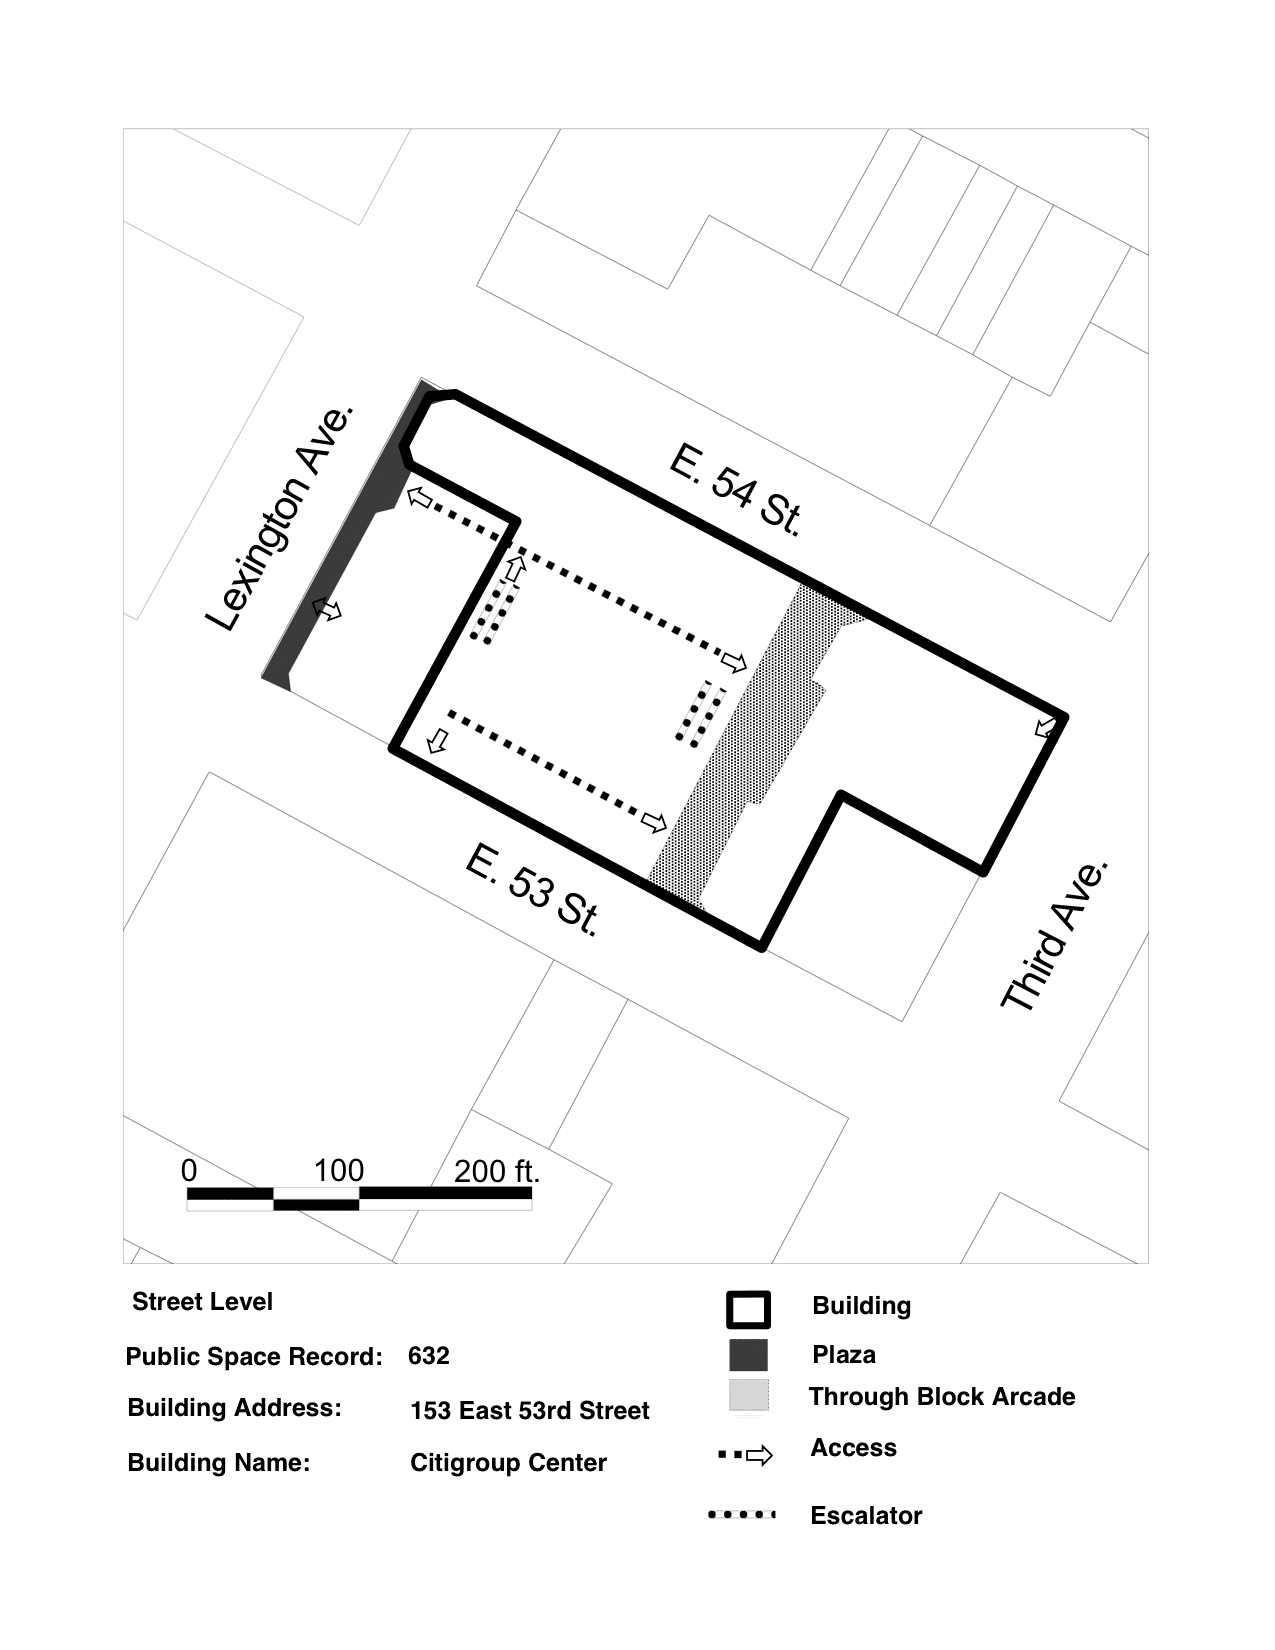 Lexington Ave.
E. 54 St.
E. 53 St.
Third Ave.
0 100 200 ft.
Street Level
Public Space Record: 632
Building Address: 153 East 53rd Street
Building Name: Citigroup Center
Building
Plaza
Through Block Arcade
Access
Escalator